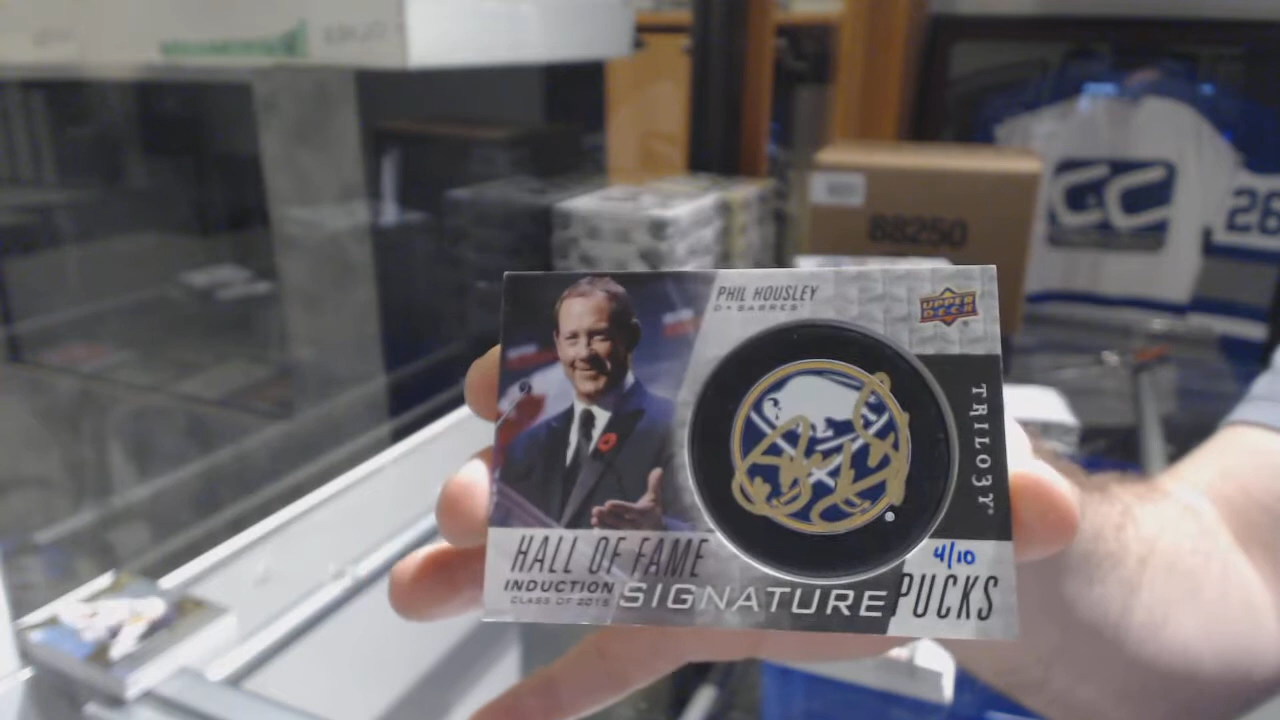 88250
CC
26
PHIL HOUSLEY
D • SABRES
UPPER
DECK
TRILO3Y
HALL OF FAME
INDUCTION
CLASS OF 2015
SIGNATURE
PUCKS
4/10